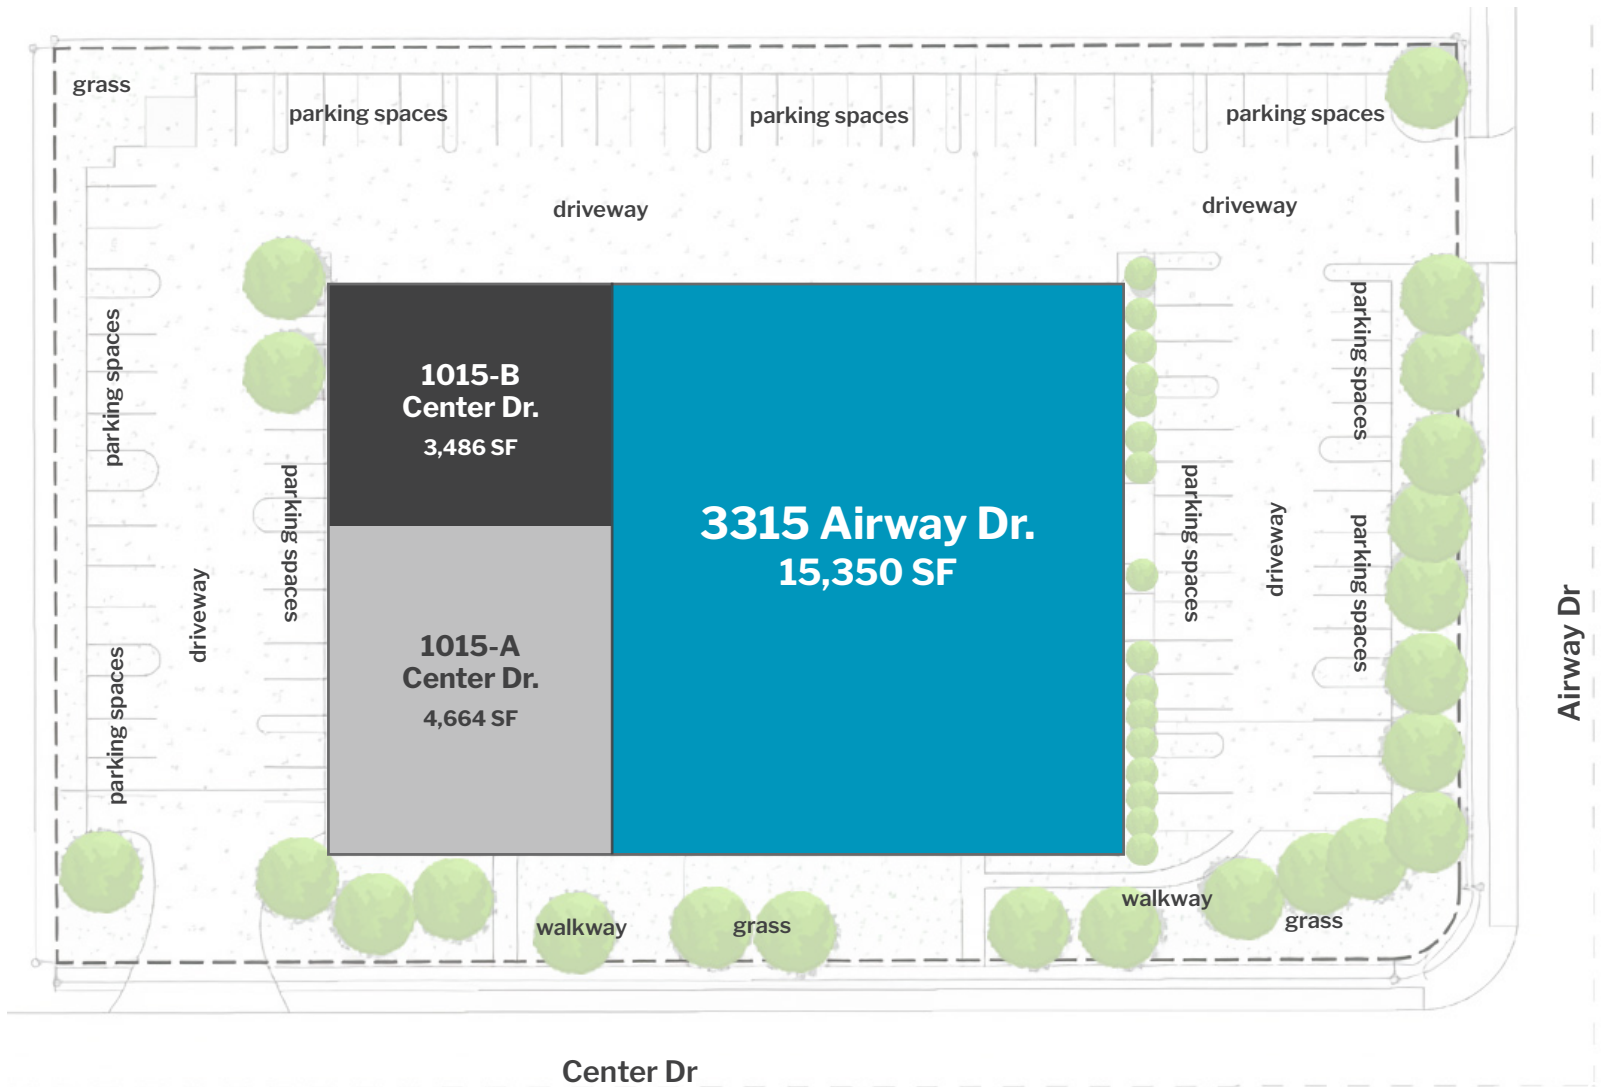 grass
parking spaces
parking spaces
parking spaces
driveway
driveway
parking spaces
parking spaces
driveway
parking spaces
1015-B
Center Dr.
3,486 SF
1015-A
Center Dr.
4,664 SF
3315 Airway Dr.
15,350 SF
parking spaces
driveway
parking spaces
parking spaces
Airway Dr
walkway
grass
walkway
grass
Center Dr